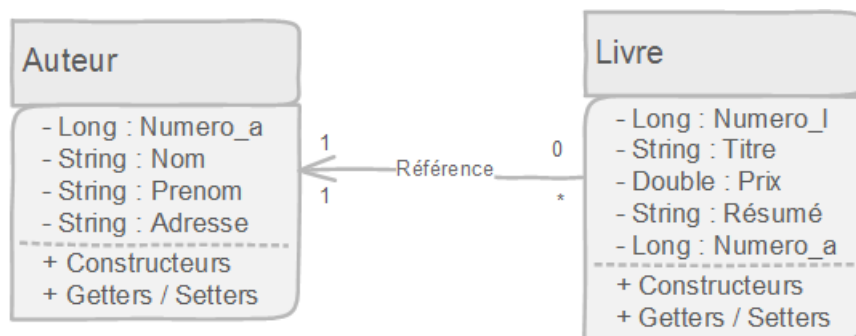 Auteur
- Long : Numero_a
- String : Nom
- String : Prenom
- String : Adresse
+ Constructeurs
+ Getters / Setters
1
1
Référence
0
*
Livre
- Long : Numero_l
- String : Titre
- Double : Prix
- String : Résumé
- Long : Numero_a
+ Constructeurs
+ Getters / Setters